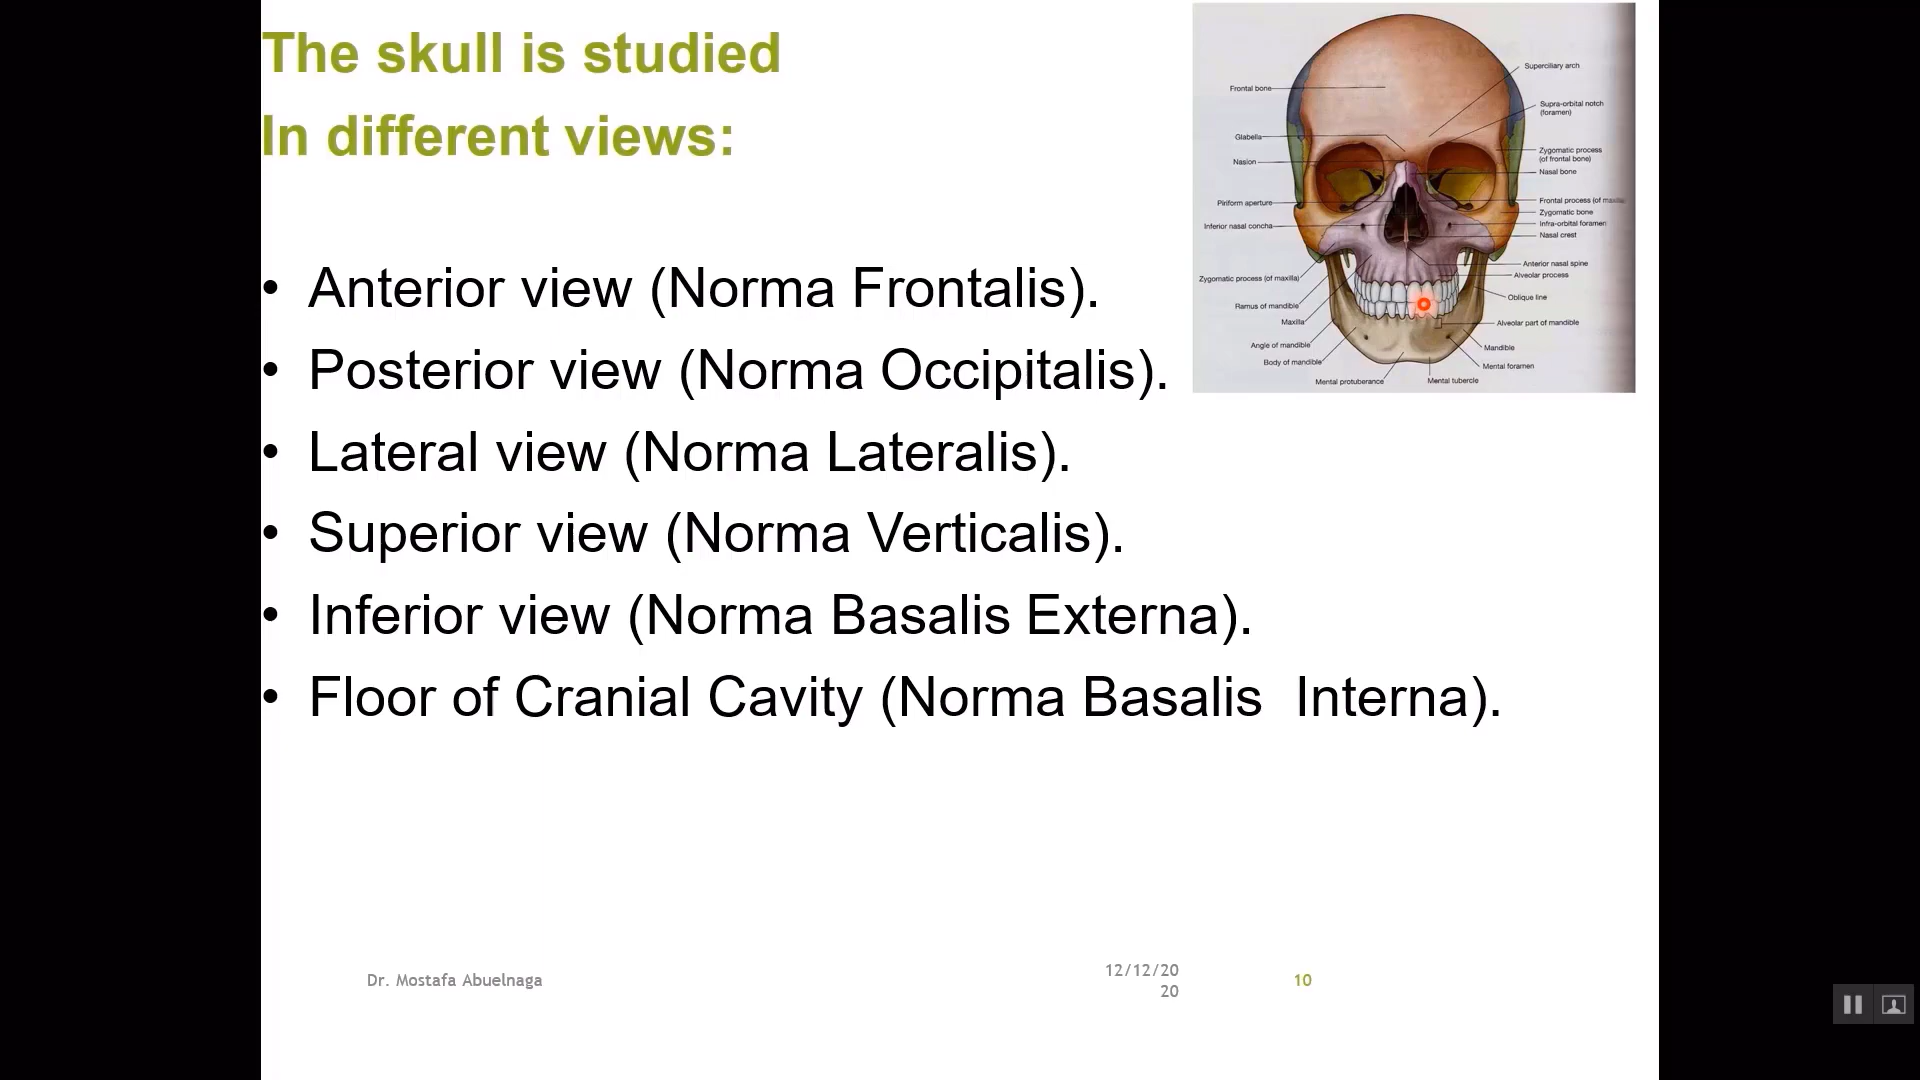 The skull is studied
In different views:
• Anterior view (Norma Frontalis).
• Posterior view (Norma Occipitalis).
• Lateral view (Norma Lateralis).
• Superior view (Norma Verticalis).
• Inferior view (Norma Basalis Externa).
• Floor of Cranial Cavity (Norma Basalis  Interna).
Frontal bone
Glabella
Nasion
Piriform aperture
Inferior nasal concha
Zygomatic process (of maxilla)
Ramus of mandible
Maxilla
Angle of mandible
Body of mandible
Mental protuberance
Superciliary arch
Supra-orbital notch
(foramen)
Zygomatic process
(of frontal bone)
Nasal bone
Frontal process (of maxilla
Zygomatic bone
Infra-orbital foramen
Nasal crest
Anterior nasal spine
Alveolar process
Oblique line
Alveolar part of mandible
Mandible
Mental foramen
Mental tubercle
Dr. Mostafa Abuelnaga
12/12/20
20
10